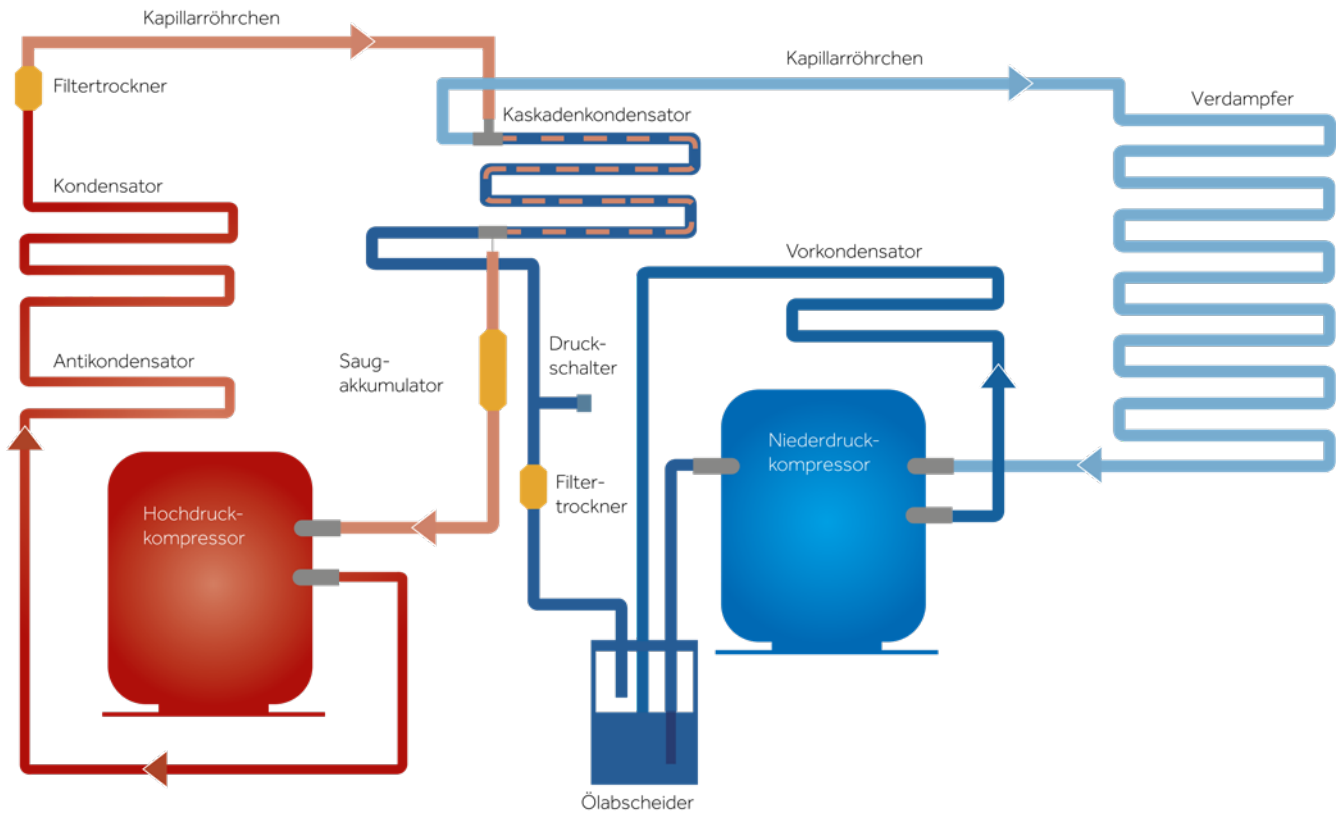 Kapillarröhrchen
Filtertrockner
Kondensator
Antikondensator
Hochdruck-
kompressor
Kaskadenkondensator
Saug-
akkumulator
Druck-
schalter
Filter-
trockner
Ölabscheider
Kapillarröhrchen
Verdampfer
Vorkondensator
Niederdruck-
kompressor